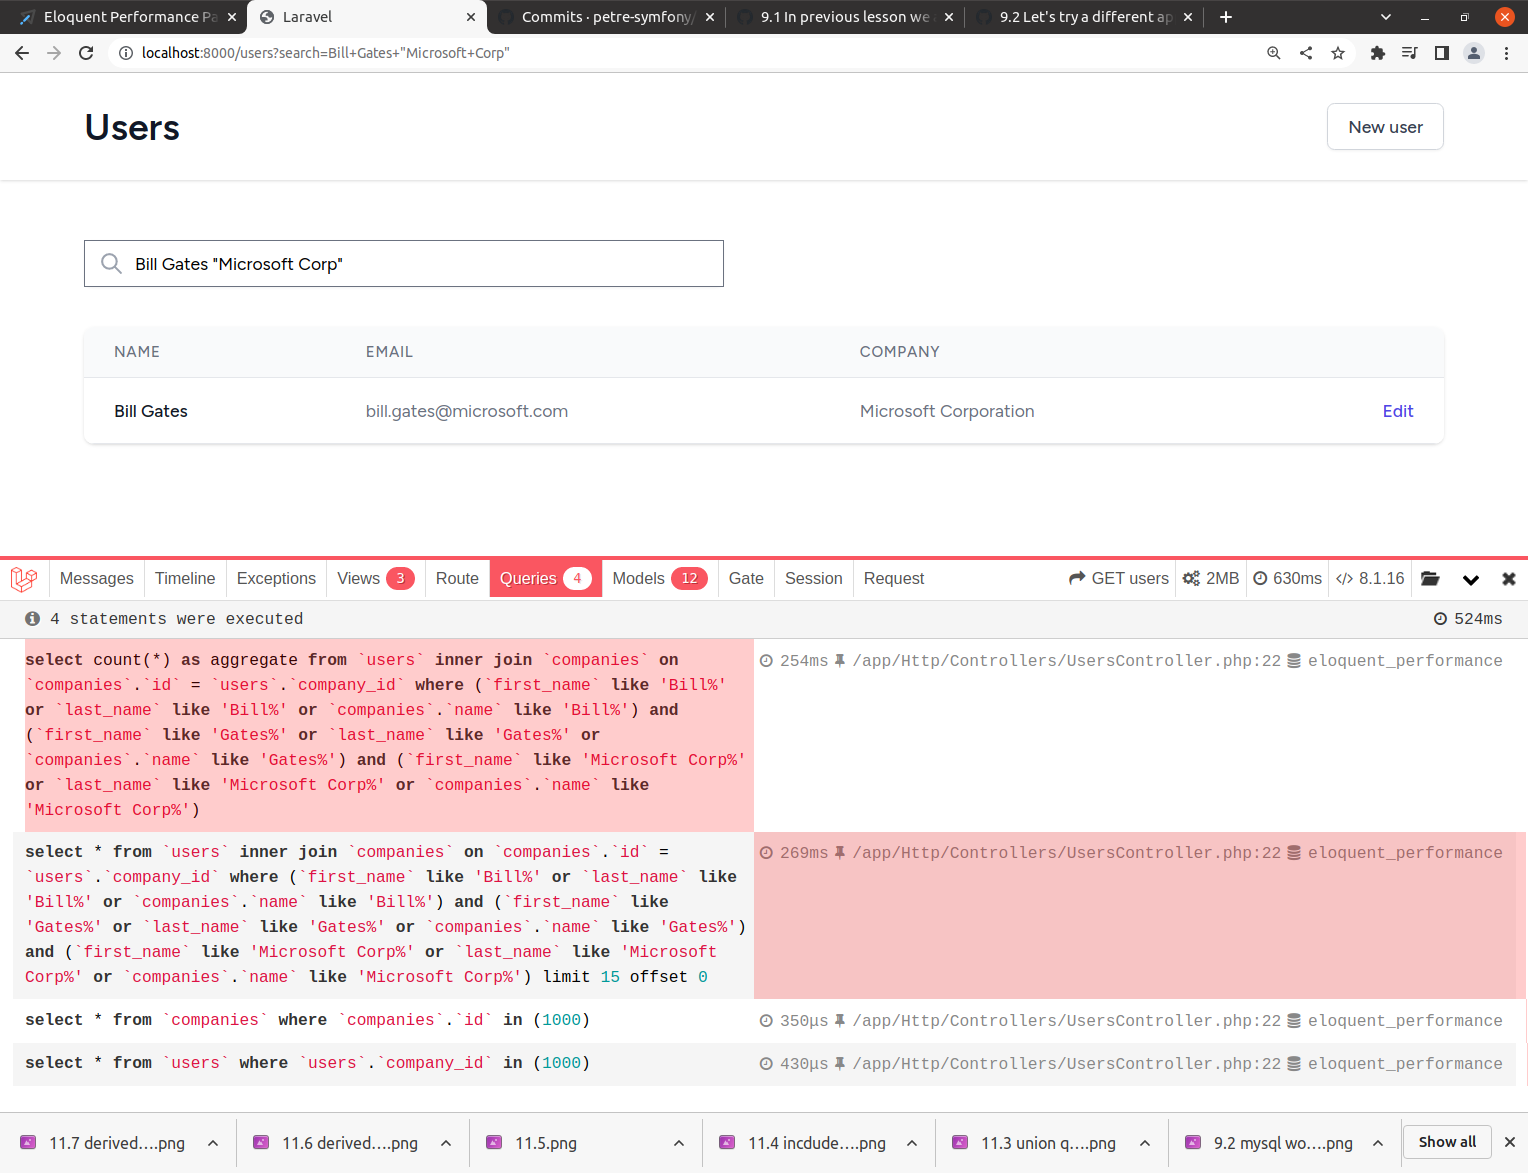 Eloquent Performance Pa
Laravel
Commits · petre-symfony/
9.1 In previous lesson we
9.2 Let's try a different ap
localhost:8000/users?search=Bill+Gates+"Microsoft+Corp"
Users
New user
Bill Gates "Microsoft Corp"
NAME EMAIL COMPANY
Bill Gates bill.gates@microsoft.com Microsoft Corporation Edit
Messages Timeline Exceptions Views 3 Route Queries 4 Models 12 Gate Session Request GET users 2MB 630ms </> 8.1.16
4 statements were executed 524ms
select count(*) as aggregate from `users` inner join `companies` on
`companies`.`id` = `users`.`company_id` where (`first_name` like 'Bill%'
or `last_name` like 'Bill%' or `companies`.`name` like 'Bill%') and
(`first_name` like 'Gates%' or `last_name` like 'Gates%' or
`companies`.`name` like 'Gates%') and (`first_name` like 'Microsoft Corp%'
or `last_name` like 'Microsoft Corp%' or `companies`.`name` like
'Microsoft Corp%')
254ms /app/Http/Controllers/UsersController.php:22 eloquent_performance
select * from `users` inner join `companies` on `companies`.`id` =
`users`.`company_id` where (`first_name` like 'Bill%' or `last_name` like
'Bill%' or `companies`.`name` like 'Bill%') and (`first_name` like
'Gates%' or `last_name` like 'Gates%' or `companies`.`name` like 'Gates%')
and (`first_name` like 'Microsoft Corp%' or `last_name` like 'Microsoft
Corp%' or `companies`.`name` like 'Microsoft Corp%') limit 15 offset 0
269ms /app/Http/Controllers/UsersController.php:22 eloquent_performance
select * from `companies` where `companies`.`id` in (1000)
350μs /app/Http/Controllers/UsersController.php:22 eloquent_performance
select * from `users` where `users`.`company_id` in (1000)
430μs /app/Http/Controllers/UsersController.php:22 eloquent_performance
11.7 derived....png
11.6 derived....png
11.5.png
11.4 incdude....png
11.3 union q....png
9.2 mysql wo....png
Show all